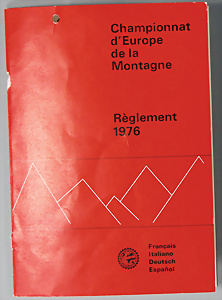 Championnat
d'Europe
de la
Montagne
Règlement
1976
Français
Italiano
Deutsch
Español